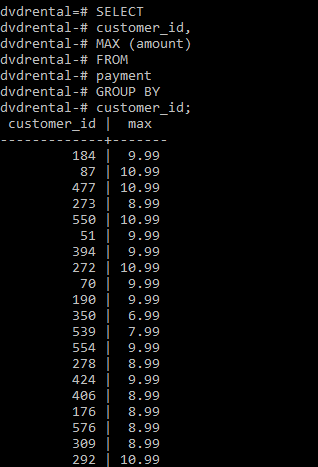 dvdrental=# SELECT
dvdrental-# customer_id,
dvdrental-# MAX (amount)
dvdrental-# FROM
dvdrental-# payment
dvdrental-# GROUP BY
dvdrental-# customer_id;
 customer_id |  max
-------------+-------
         184 |  9.99
          87 | 10.99
         477 | 10.99
         273 |  8.99
         550 | 10.99
          51 |  9.99
         394 |  9.99
         272 | 10.99
          70 |  9.99
         190 |  9.99
         350 |  6.99
         539 |  7.99
         554 |  9.99
         278 |  8.99
         424 |  9.99
         406 |  8.99
         176 |  8.99
         576 |  8.99
         309 |  8.99
         292 | 10.99